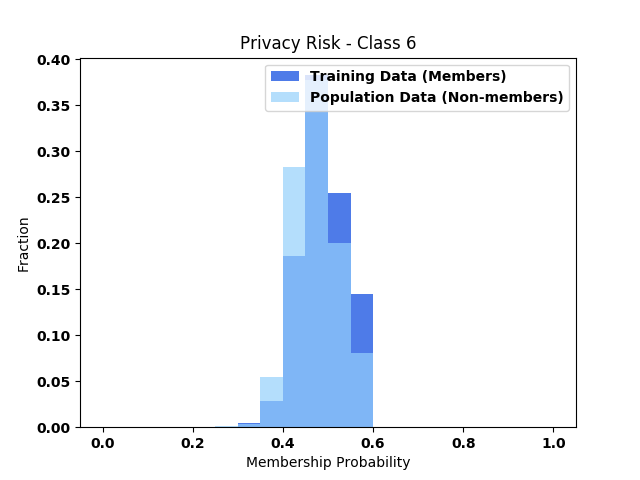 Privacy Risk - Class 6
Training Data (Members)
Population Data (Non-members)
0.40
0.35
0.30
0.25
0.20
0.15
0.10
0.05
0.00
Fraction
0.0 0.2 0.4 0.6 0.8 1.0
Membership Probability